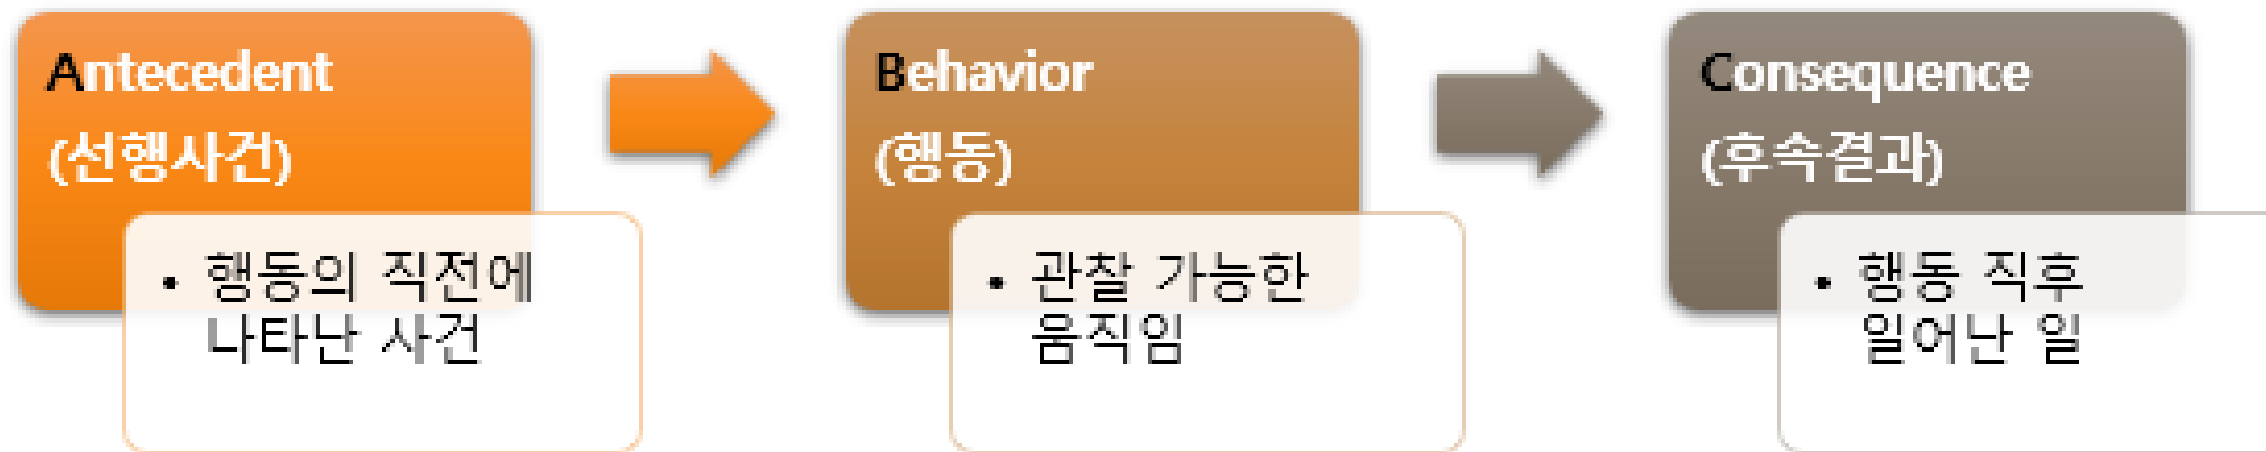 Antecedent
(선행사건)
• 행동의 직전에
나타난 사건
Behavior
(행동)
• 관찰 가능한
움직임
Consequence
(후속결과)
• 행동 직후
일어난 일